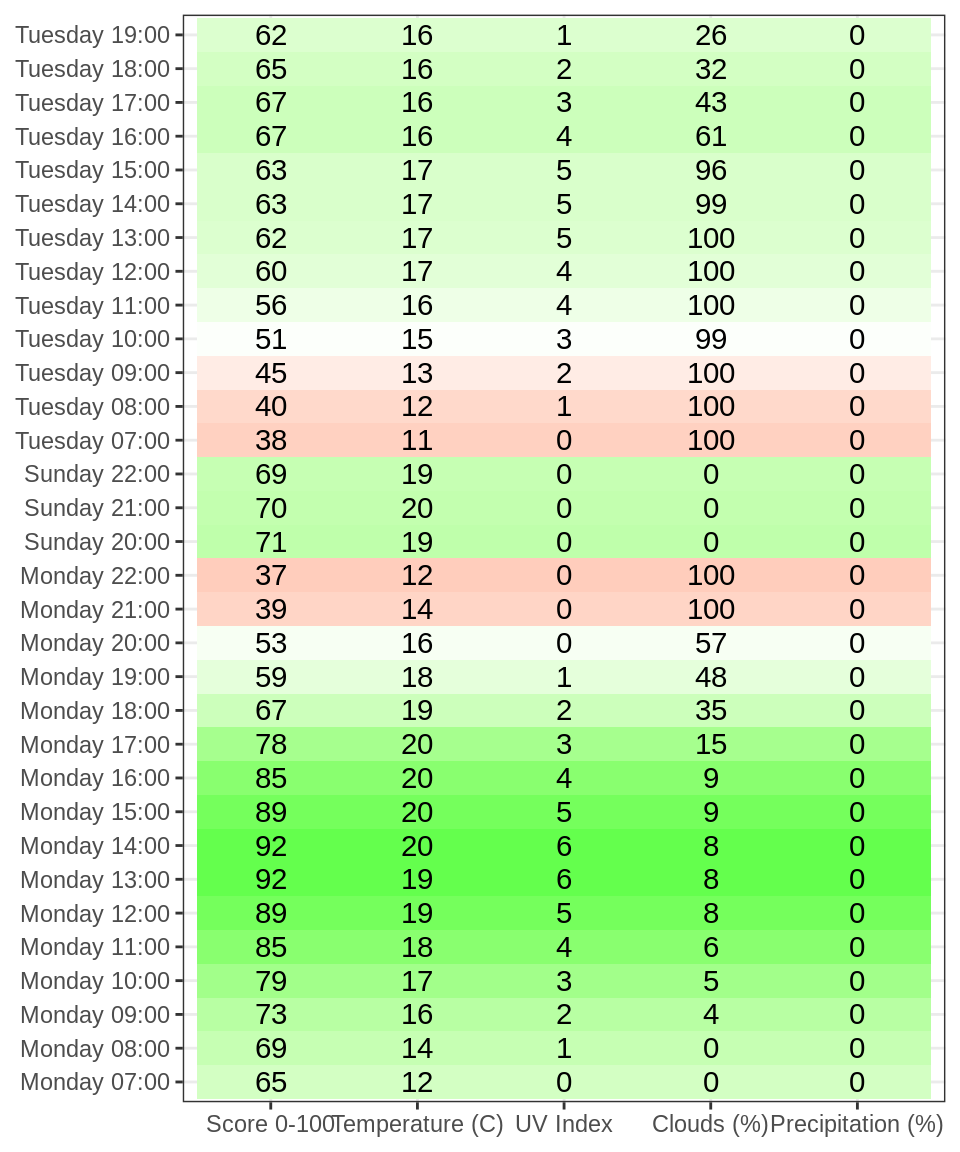 Tuesday 19:00 62 16 1 26 0
Tuesday 18:00 65 16 2 32 0
Tuesday 17:00 67 16 3 43 0
Tuesday 16:00 67 16 4 61 0
Tuesday 15:00 63 17 5 96 0
Tuesday 14:00 63 17 5 99 0
Tuesday 13:00 62 17 5 100 0
Tuesday 12:00 60 17 4 100 0
Tuesday 11:00 56 16 4 100 0
Tuesday 10:00 51 15 3 99 0
Tuesday 09:00 45 13 2 100 0
Tuesday 08:00 40 12 1 100 0
Tuesday 07:00 38 11 0 100 0
Sunday 22:00 69 19 0 0 0
Sunday 21:00 70 20 0 0 0
Sunday 20:00 71 19 0 0 0
Monday 22:00 37 12 0 100 0
Monday 21:00 39 14 0 100 0
Monday 20:00 53 16 0 57 0
Monday 19:00 59 18 1 48 0
Monday 18:00 67 19 2 35 0
Monday 17:00 78 20 3 15 0
Monday 16:00 85 20 4 9 0
Monday 15:00 89 20 5 9 0
Monday 14:00 92 20 6 8 0
Monday 13:00 92 19 6 8 0
Monday 12:00 89 19 5 8 0
Monday 11:00 85 18 4 6 0
Monday 10:00 79 17 3 5 0
Monday 09:00 73 16 2 4 0
Monday 08:00 69 14 1 0 0
Monday 07:00 65 12 0 0 0
Score 0-100 Temperature (C) UV Index Clouds (%) Precipitation (%)